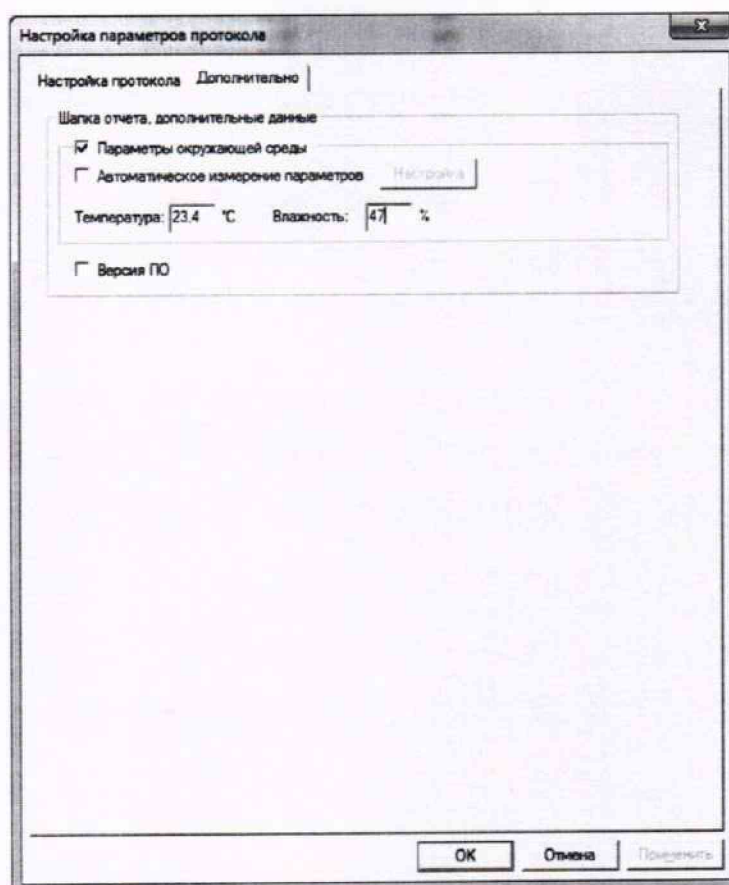 Настройка параметров протокола
Настройка протокола Дополнительно
Шапка отчета, дополнительные данные
Параметры окружающей среды
Автоматическое измерение параметров Настройка
Температура: 23.4 °C Влажность: 47 %
Версия ПО
OK Отмена Применить